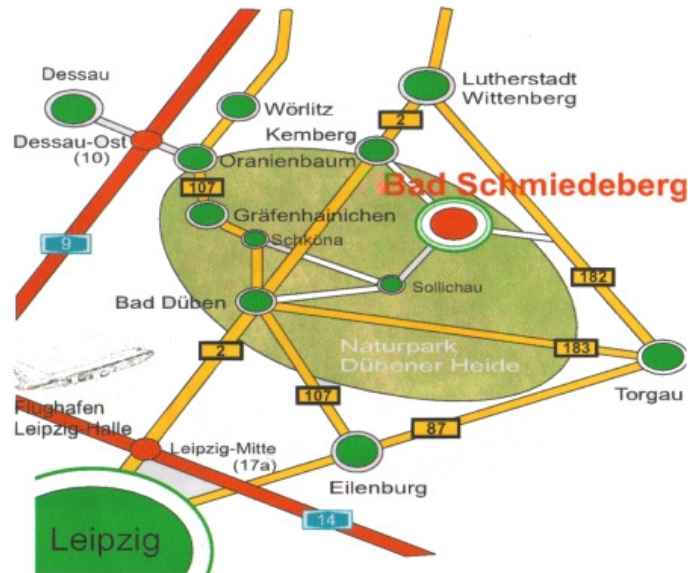 Dessau
Lutherstadt
Wittenberg
Wörlitz
2
Kemberg
Dessau-Ost
(10)
Oranienbaum
107
Bad Schmiedeberg
Gräfenhainichen
9
Schköna
182
Sollichau
Bad Düben
2
Naturpark
Dübener Heide
183
Torgau
107
Flughafen
Leipzig-Halle
87
Leipzig-Mitte
(17a)
Eilenburg
14
Leipzig